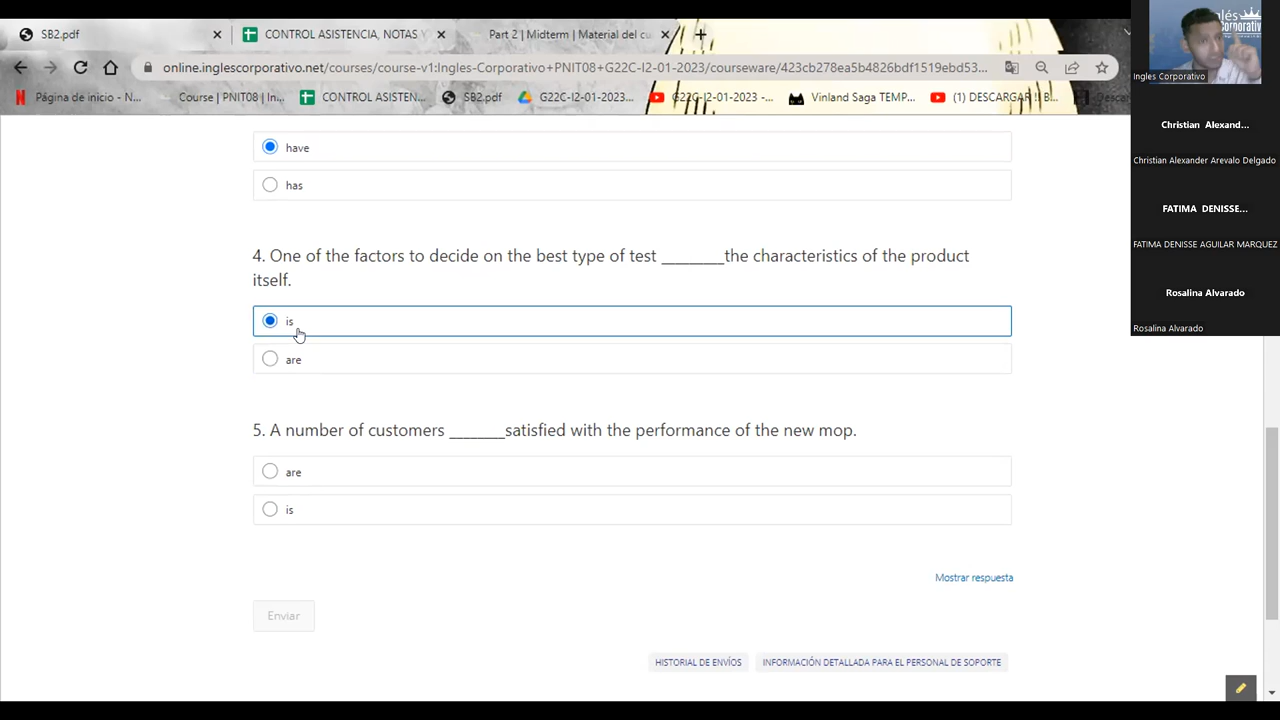 SB2.pdf
CONTROL ASISTENCIA, NOTAS Y
Part 2 | Midterm | Material del cu
online.inglescorporativo.net/courses/course-v1:Ingles-Corporativo+PNIT08+G22C-I2-01-2023/courseware/423cb278ea5b4826bdf1519ebd53...
Página de inicio - N...
Course | PNIT08 | In...
CONTROL ASISTEN...
SB2.pdf
G22C-I2-01-2023...
G22C-I2-01-2023 -...
Vinland Saga TEMP...
(1) DESCARGAR !! B...
Inglés
Corporativo
Ingles Corporativo
Christian Alexand...
Christian Alexander Arevalo Delgado
FATIMA DENISSE...
FATIMA DENISSE AGUILAR MARQUEZ
Rosalina Alvarado
Rosalina Alvarado
have
has
4. One of the factors to decide on the best type of test ________the characteristics of the product
itself.
is
are
5. A number of customers _______satisfied with the performance of the new mop.
are
is
Mostrar respuesta
Enviar
HISTORIAL DE ENVÍOS
INFORMACIÓN DETALLADA PARA EL PERSONAL DE SOPORTE